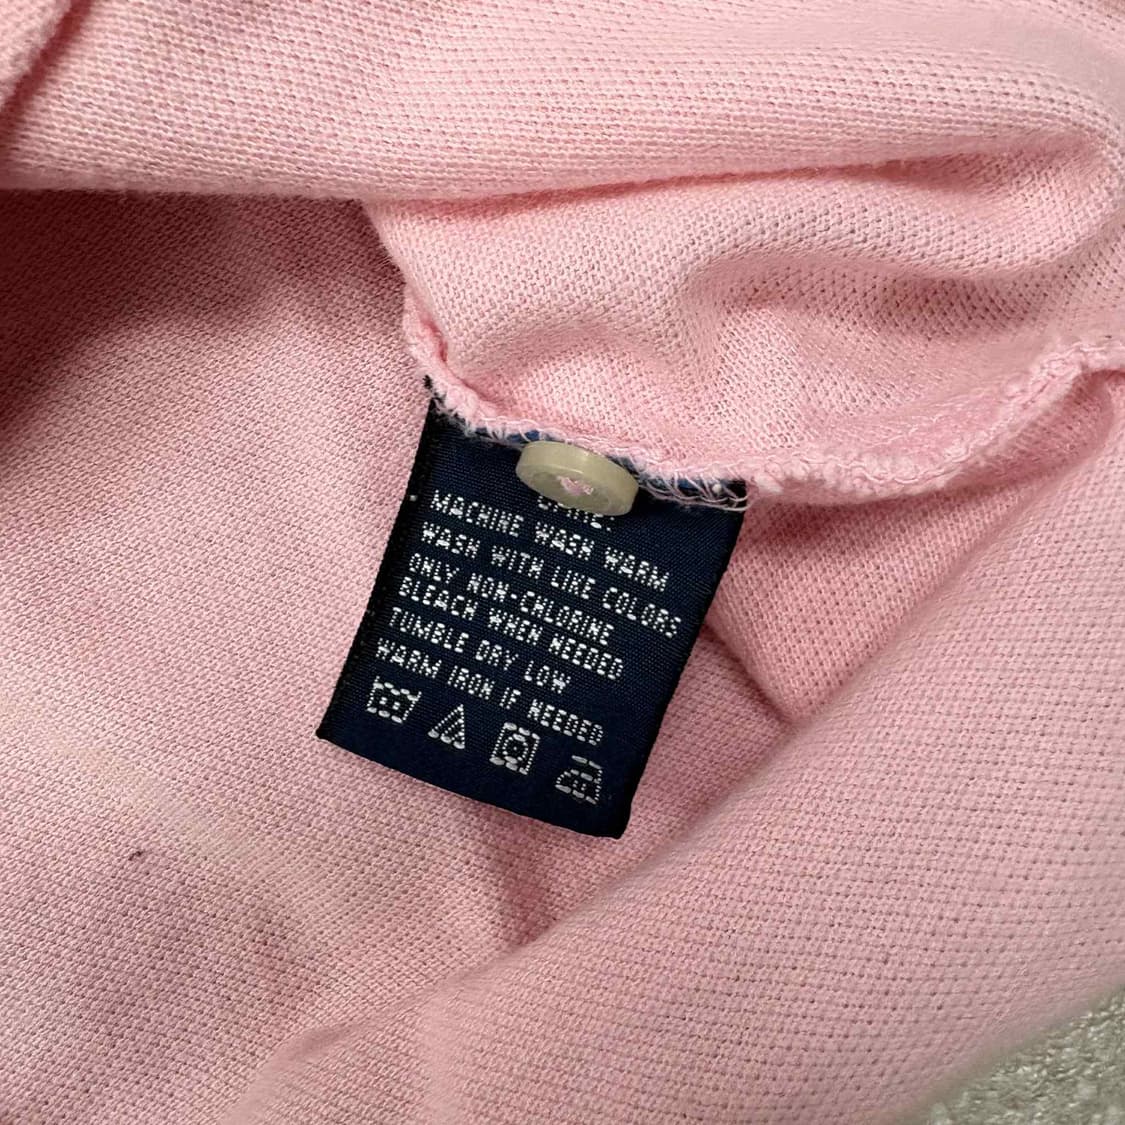 MACHINE WASH WARM
WASH WITH LIKE COLORS
ONLY NON-CHLORINE
BLEACH WHEN NEEDED
TUMBLE DRY LOW
WARM IRON IF NEEDED